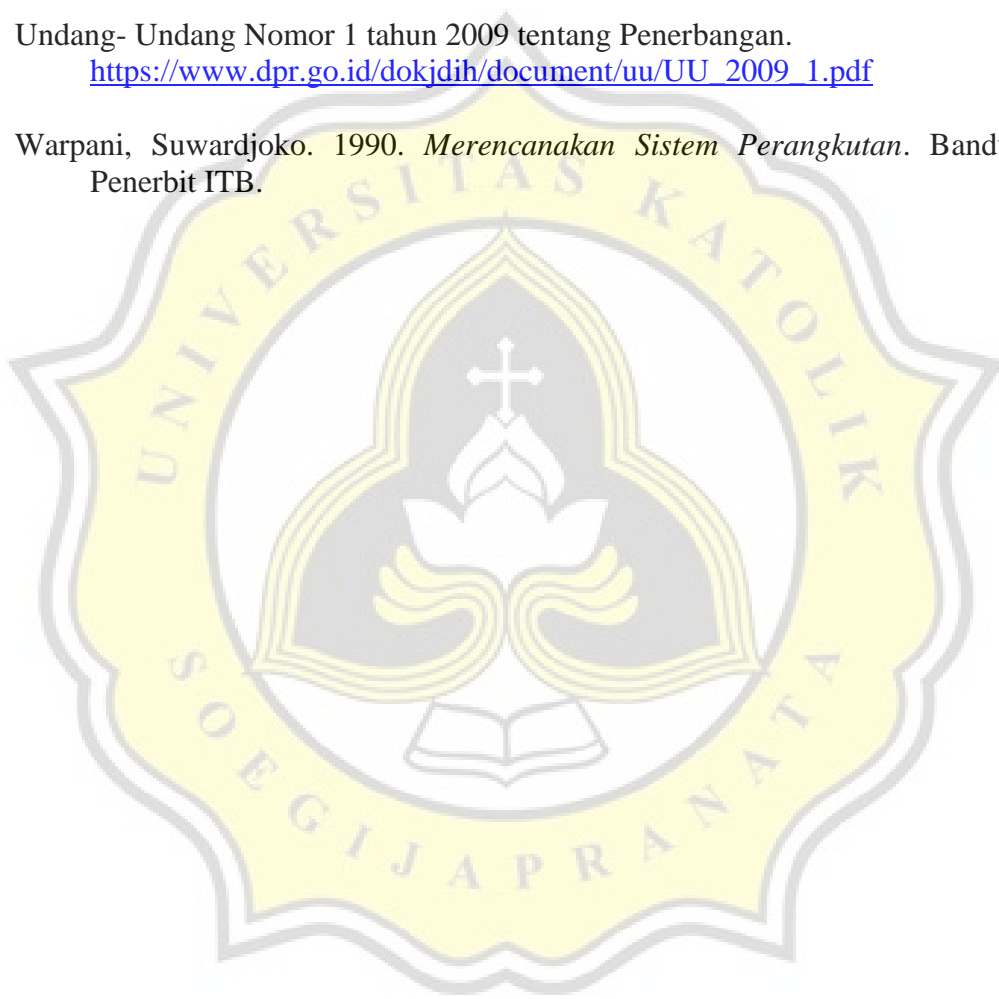 Undang- Undang Nomor 1 tahun 2009 tentang Penerbangan.
https://www.dpr.go.id/dokjdih/document/uu/UU_2009_1.pdf
Warpani, Suwardjoko. 1990. Merencanakan Sistem Perangkutan. Band
Penerbit ITB.
UNIVERSITAS KATOLIK
SOEGIJAPRANATA